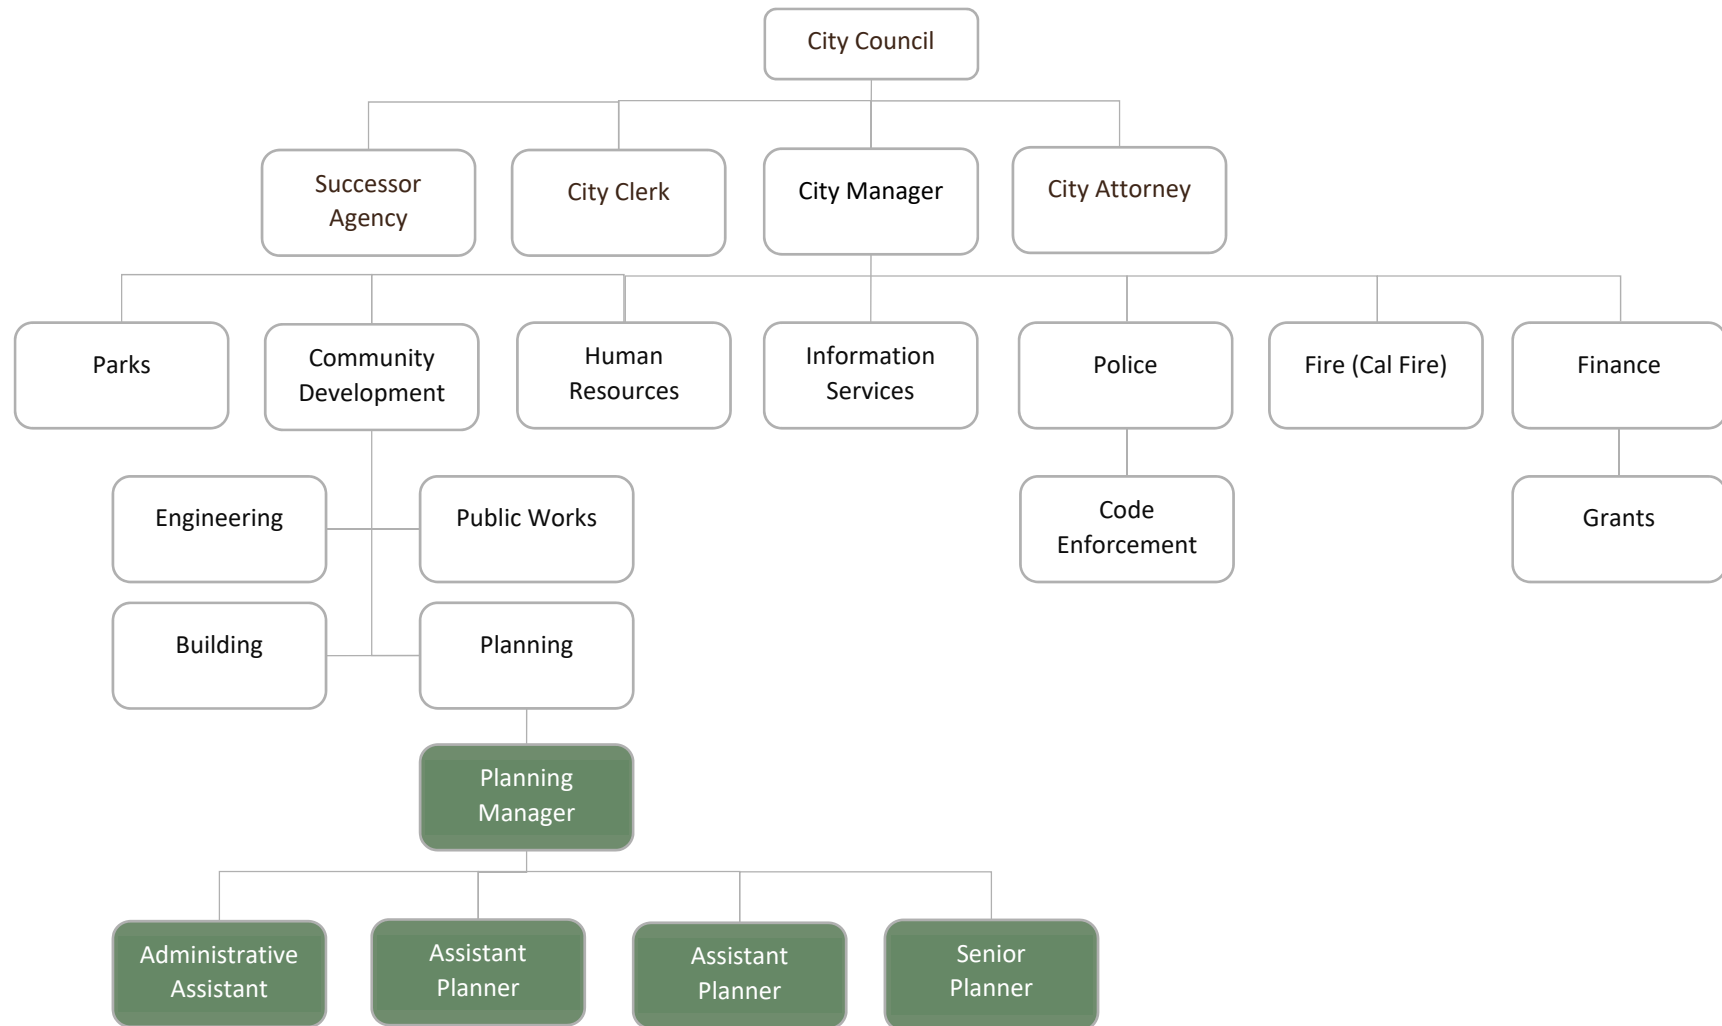 City Council
Successor
Agency
City Clerk
City Manager
City Attorney
Parks
Community
Development
Human
Resources
Information
Services
Police
Fire (Cal Fire)
Finance
Engineering
Public Works
Code
Enforcement
Grants
Building
Planning
Planning
Manager
Administrative
Assistant
Assistant
Planner
Assistant
Planner
Senior
Planner